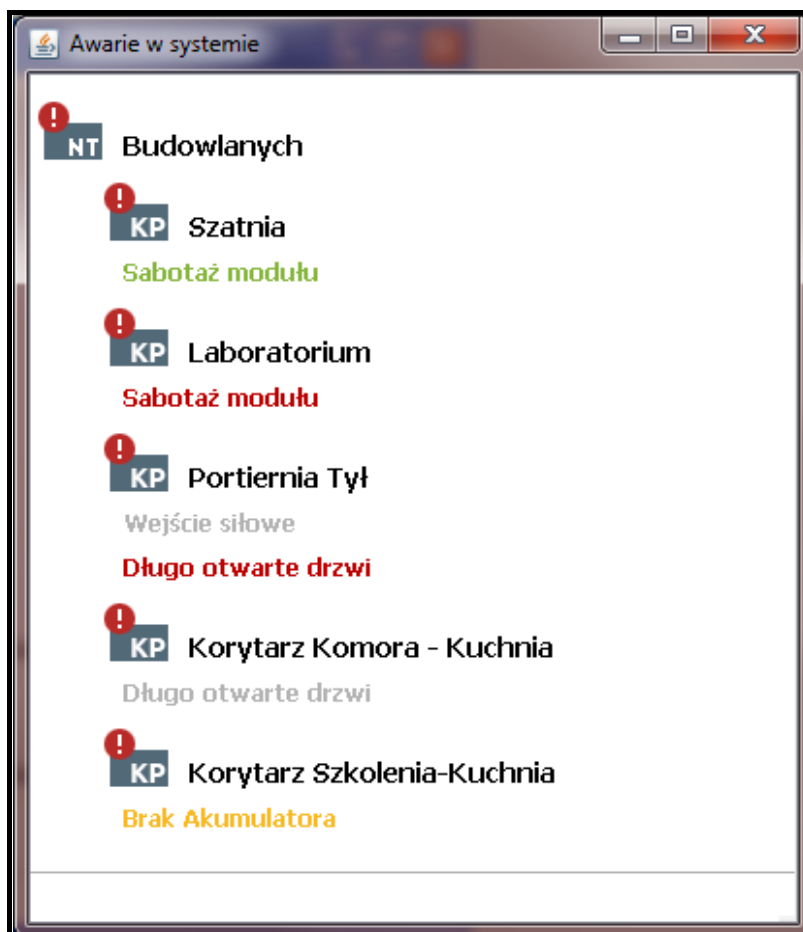 Awarie w systemie
! NT Budowlanych
! KP Szatnia
Sabotaż modułu
! KP Laboratorium
Sabotaż modułu
! KP Portiernia Tył
Wejście siłowe
Długo otwarte drzwi
! KP Korytarz Komora - Kuchnia
Długo otwarte drzwi
! KP Korytarz Szkolenia-Kuchnia
Brak Akumulatora